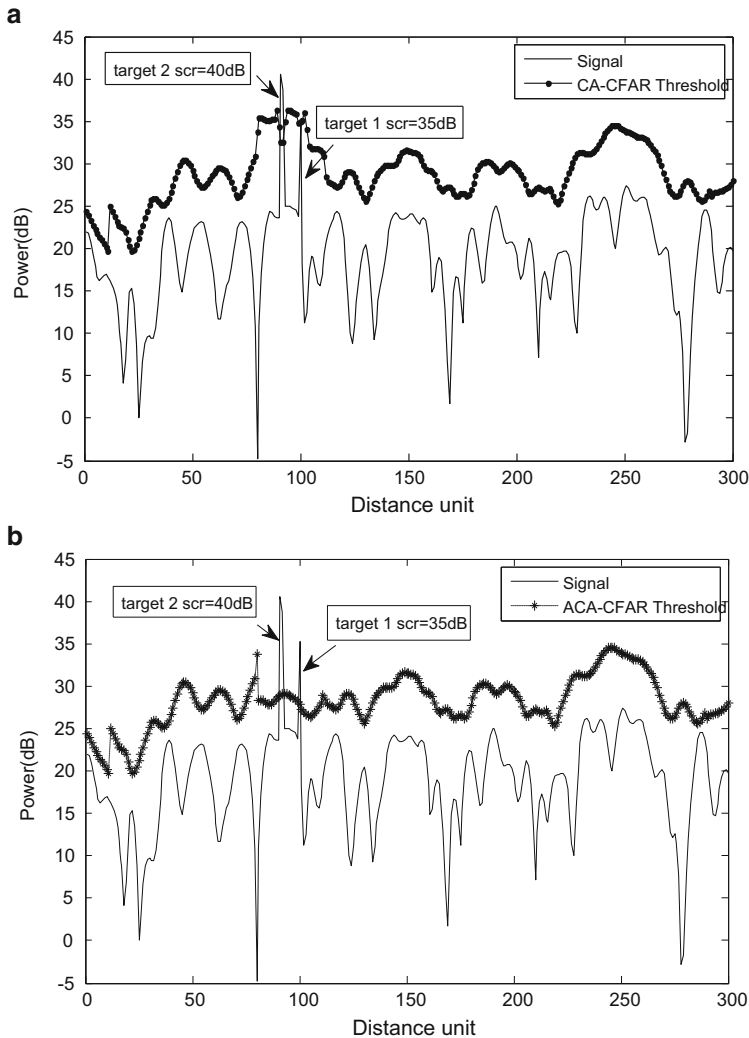 a
45
40
35
30
25
20
15
10
5
0
-5
Power(dB)
target 2 scr=40dB
target 1 scr=35dB
Signal
CA-CFAR Threshold
0 50 100 150 200 250 300
Distance unit
b
45
40
35
30
25
20
15
10
5
0
-5
Power(dB)
target 2 scr=40dB
target 1 scr=35dB
Signal
ACA-CFAR Threshold
0 50 100 150 200 250 300
Distance unit